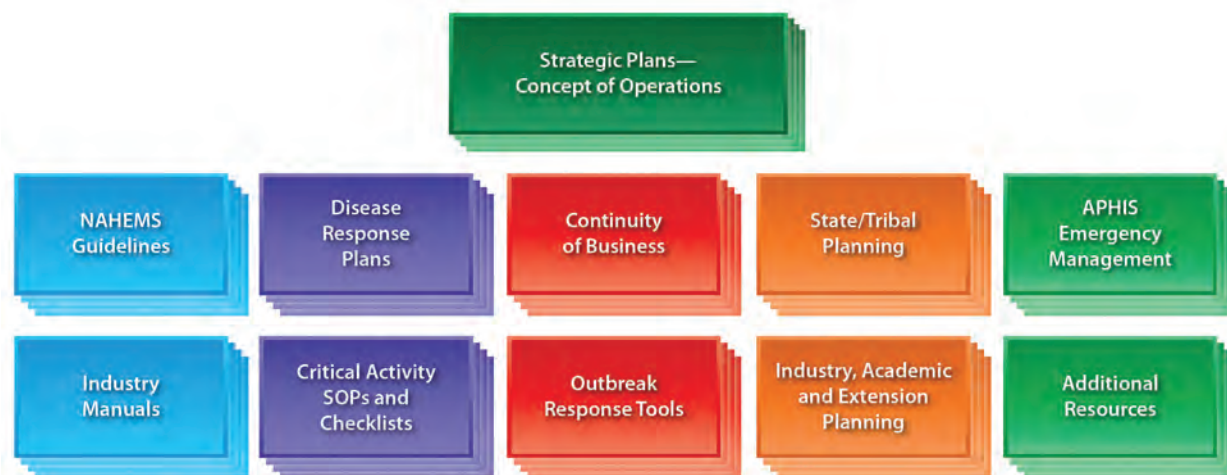 Strategic Plans—
Concept of Operations
NAHEMS
Guidelines
Disease
Response
Plans
Continuity
of Business
State/Tribal
Planning
APHIS
Emergency
Management
Industry
Manuals
Critical Activity
SOPs and
Checklists
Outbreak
Response Tools
Industry, Academic
and Extension
Planning
Additional
Resources